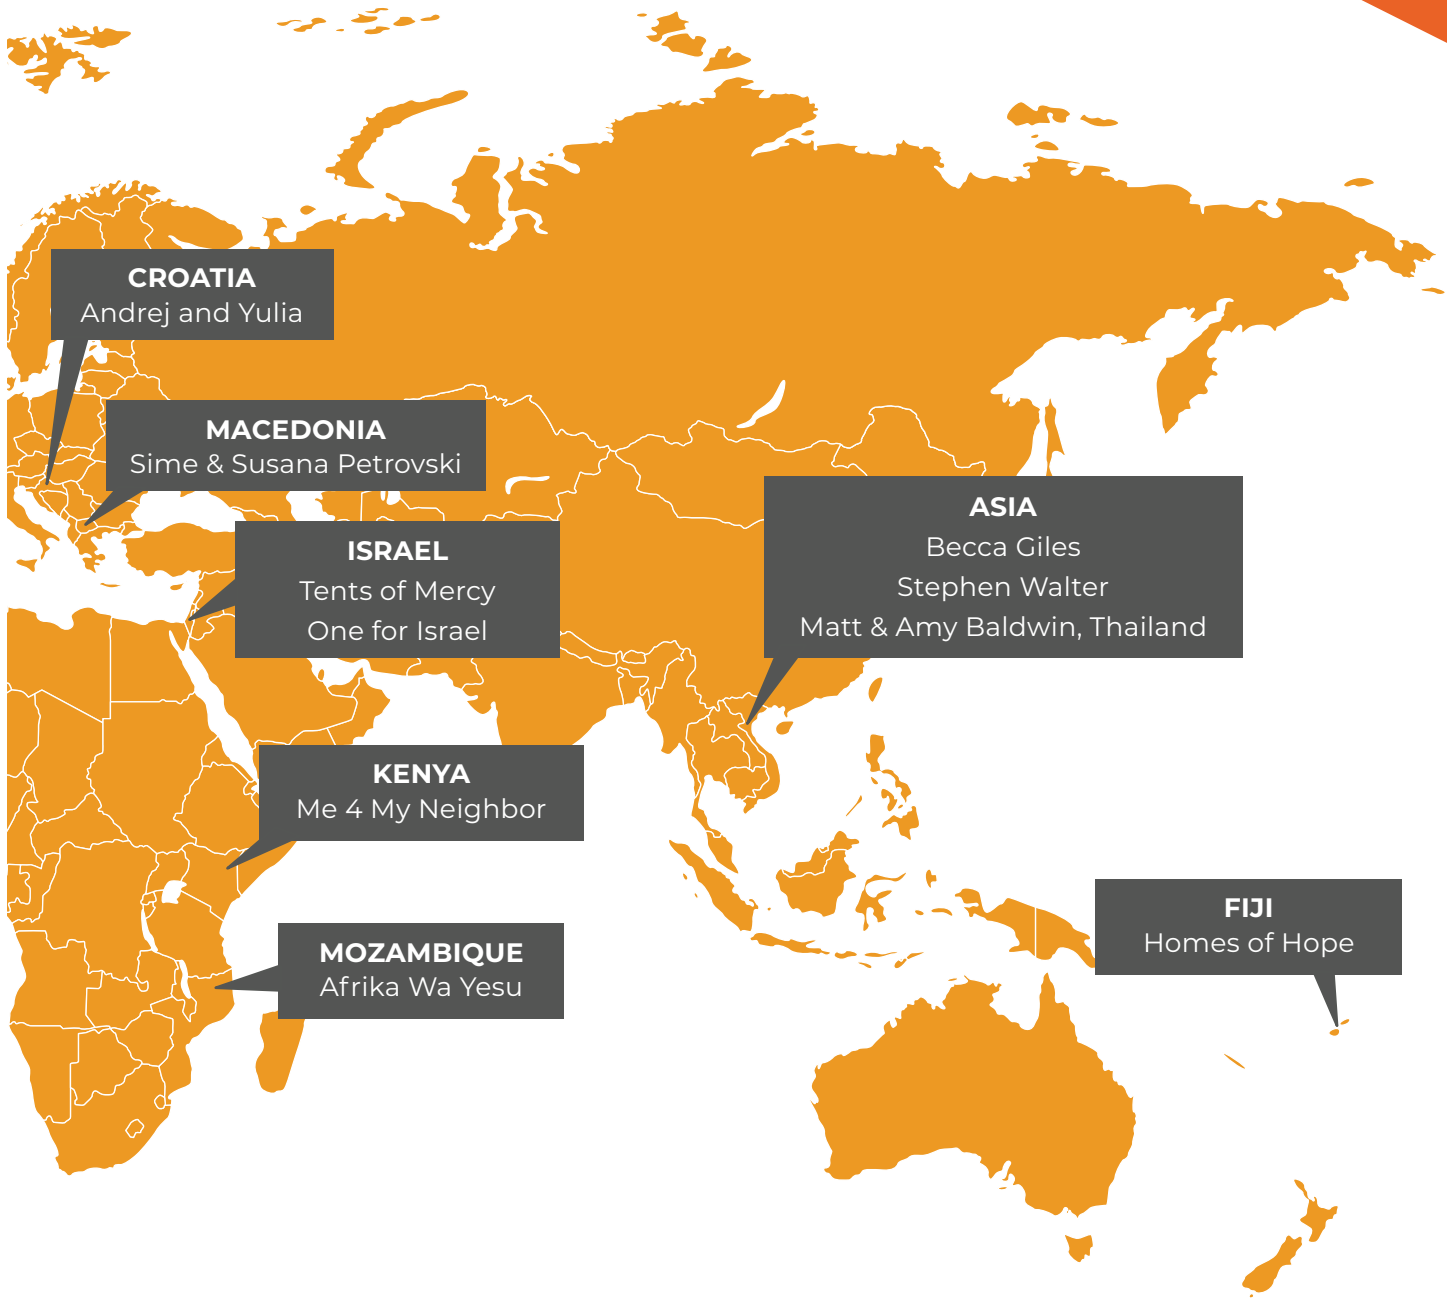 CROATIA
Andrej and Yulia
MACEDONIA
Sime & Susana Petrovski
ISRAEL
Tents of Mercy
One for Israel
ASIA
Becca Giles
Stephen Walter
Matt & Amy Baldwin, Thailand
KENYA
Me 4 My Neighbor
MOZAMBIQUE
Afrika Wa Yesu
FIJI
Homes of Hope